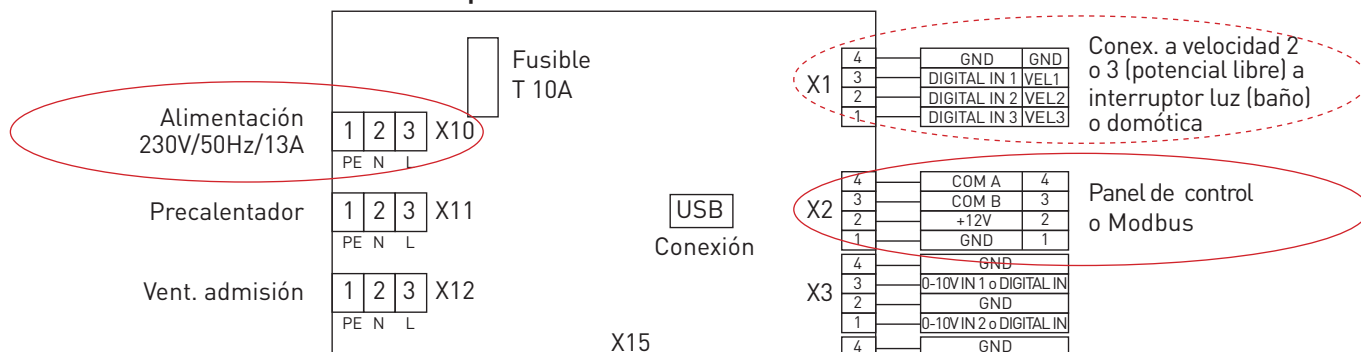 Fusible
T 10A
Alimentación
230V/50Hz/13A
1 2 3 X10
PE N L
Precalentador
1 2 3 X11
PE N L
Vent. admisión
1 2 3 X12
PE N L
USB
Conexión
X15
X1
4 GND GND
3 DIGITAL IN 1 VEL1
2 DIGITAL IN 2 VEL2
1 DIGITAL IN 3 VEL3
Conex. a velocidad 2
o 3 (potencial libre) a
interruptor luz (baño)
o domótica
X2
4 COM A 4
3 COM B 3
2 +12V 2
1 GND 1
Panel de control
o Modbus
X3
4 GND
3 0-10V IN 1 o DIGITAL IN
2 GND
1 0-10V IN 2 o DIGITAL IN
4 GND